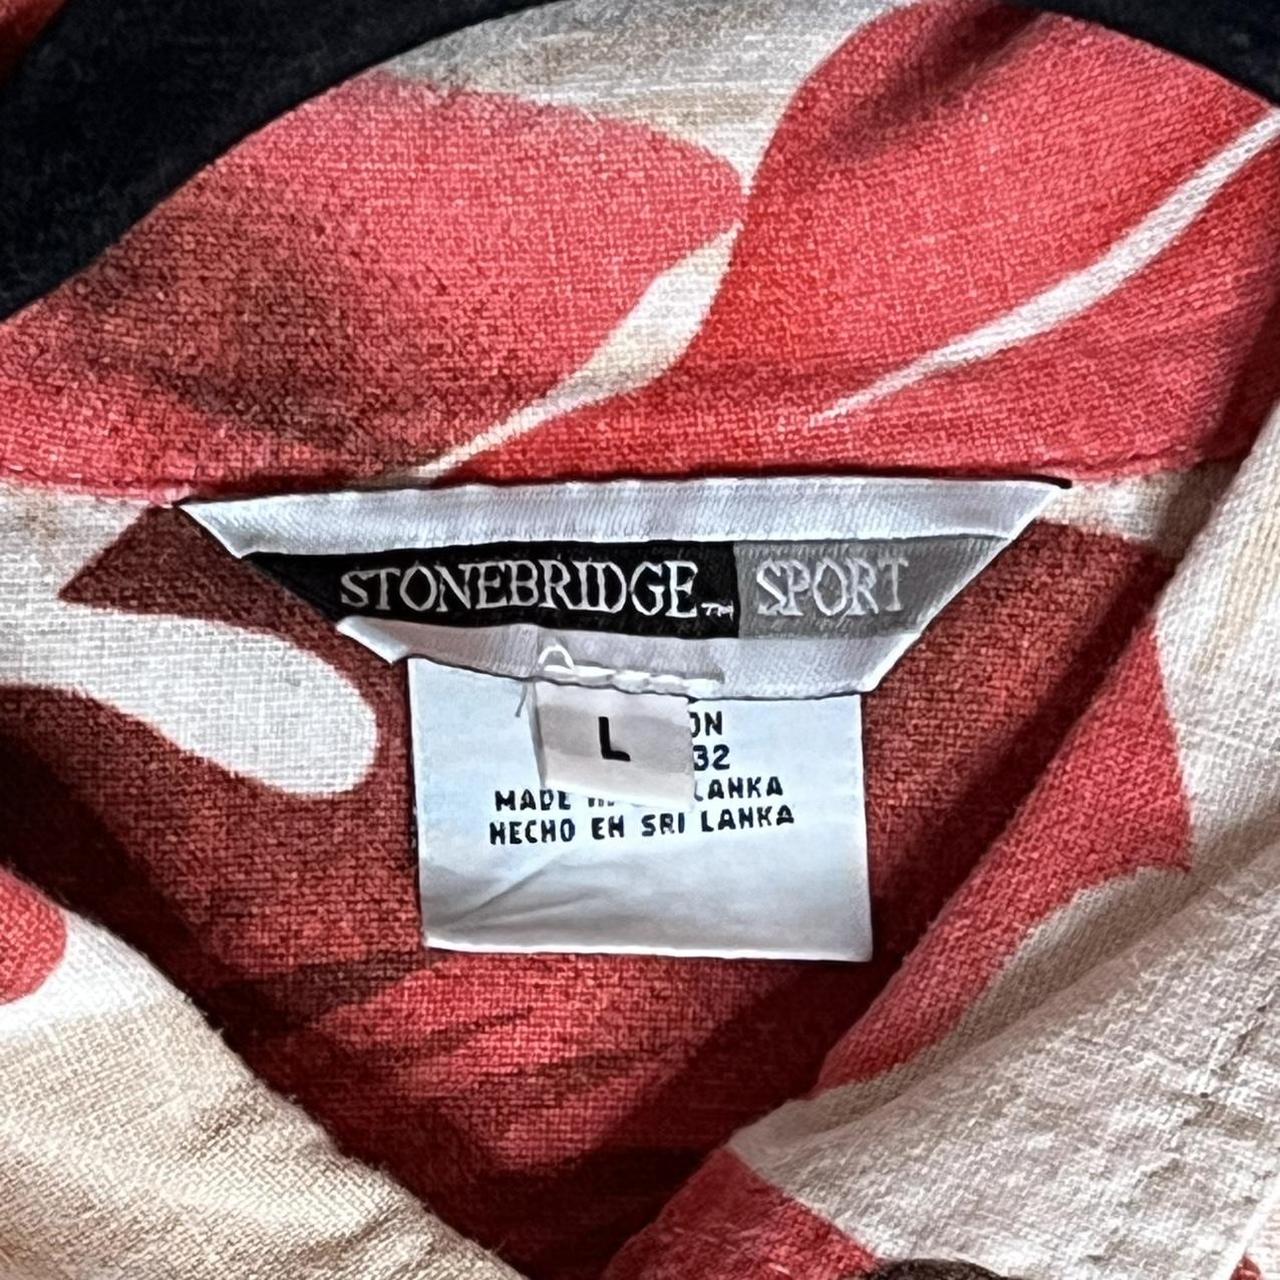 STONEBRIDGE™ SPORT
L
ON
32
MADE LANKA
HECHO EN SRI LANKA